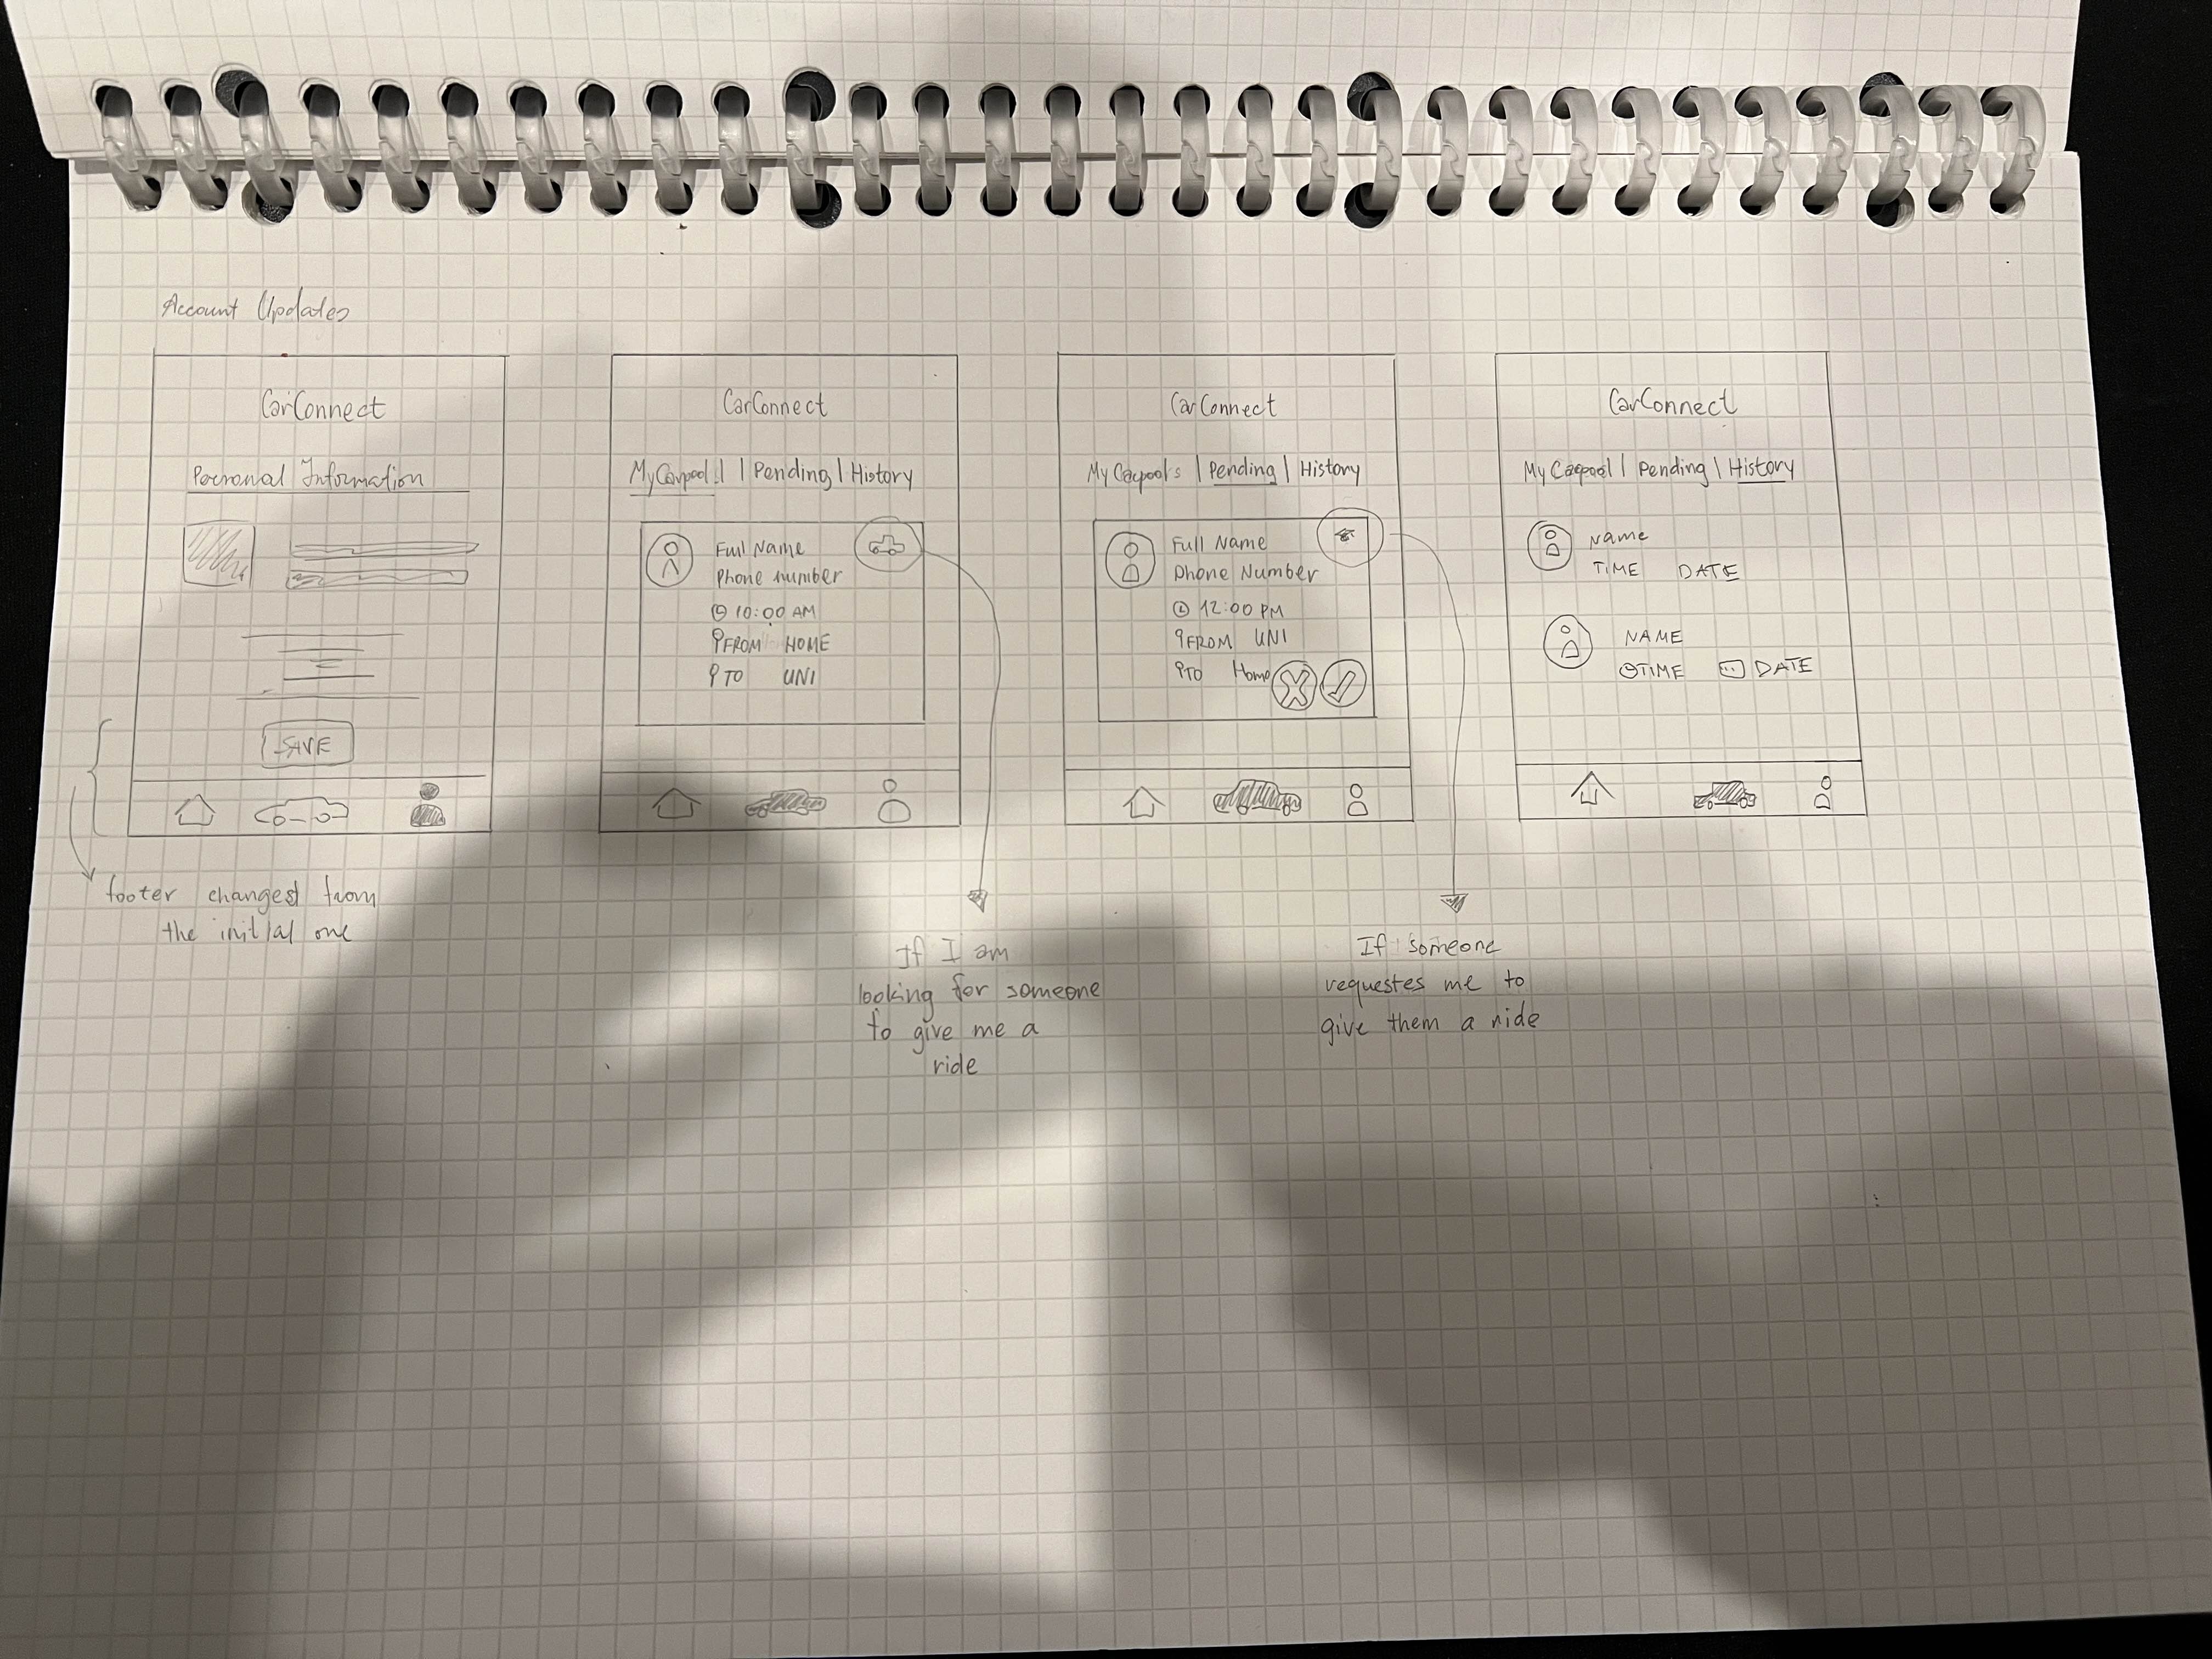 Account Updates
CarConnect
Personal Information
SAVE
footer changest from
the initial one
CarConnect
My Carpool | Pending | History
Full Name
Phone number
10:00 AM
FROM HOME
TO UNI
If I am
looking for someone
to give me a
ride
CarConnect
My Carpools | Pending | History
Full Name
Phone Number
12:00 PM
FROM UNI
TO Home
If someone
requestes me to
give them a ride
CarConnect
My Carpool | Pending | History
Name
TIME DATE
NAME
TIME DATE